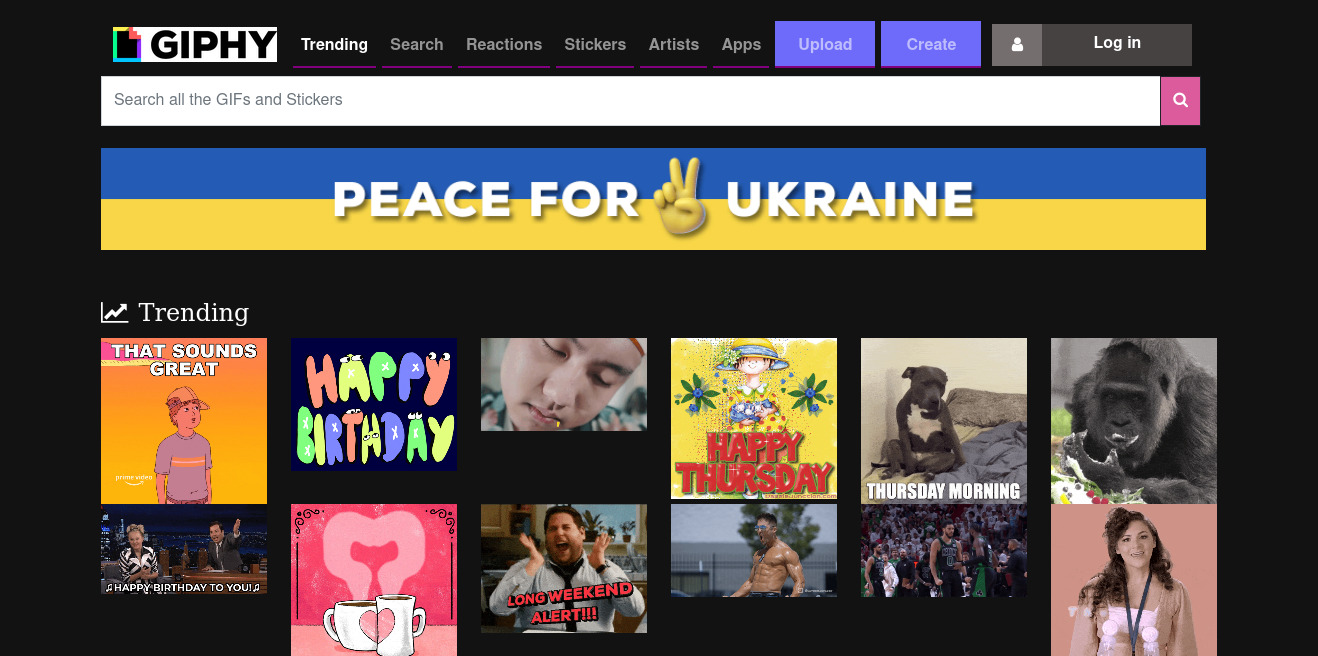 GIPHY
Trending Search Reactions Stickers Artists Apps Upload Create Log in
Search all the GIFs and Stickers
PEACE FOR UKRAINE
Trending
THAT SOUNDS
GREAT
prime video
HAPPY
BIRTHDAY
HAPPY
THURSDAY
THURSDAY MORNING
♫HAPPY BIRTHDAY TO YOU!♫
LONG WEEKEND
ALERT!!!